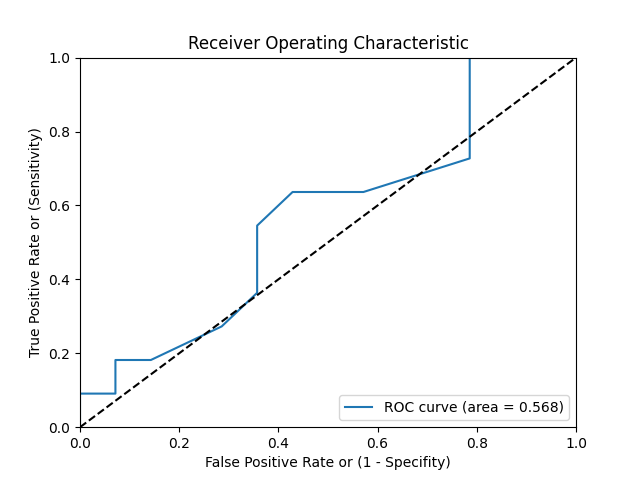 Receiver Operating Characteristic
1.0
0.8
0.6
0.4
0.2
0.0
True Positive Rate or (Sensitivity)
ROC curve (area = 0.568)
0.0 0.2 0.4 0.6 0.8 1.0
False Positive Rate or (1 - Specifity)